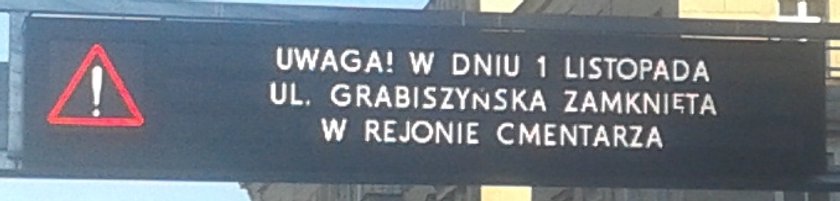 UWAGA! W DNIU 1 LISTOPADA
UL. GRABISZYńSKA ZAMKNIĘTA
W REJONIE CMENTARZA